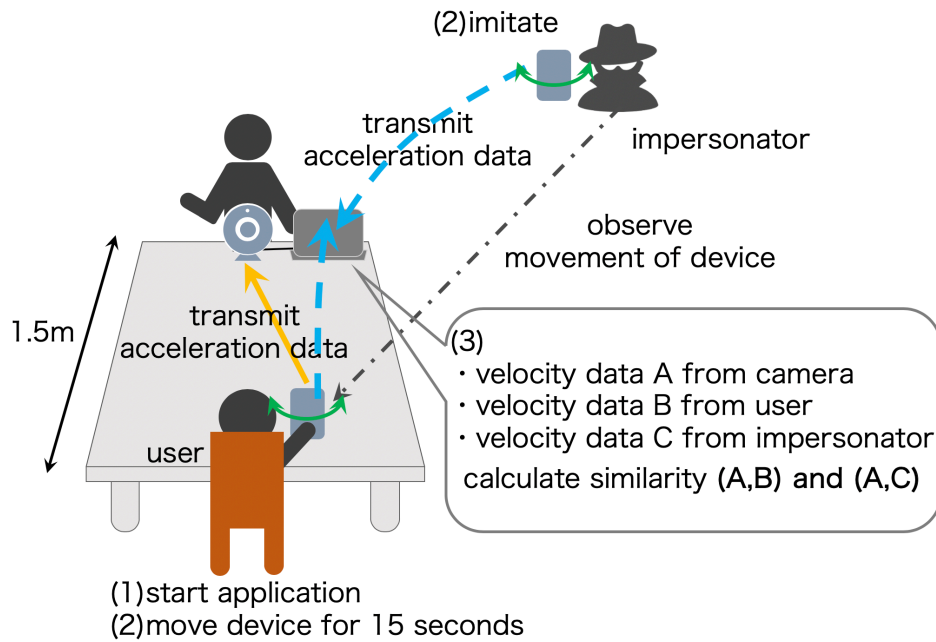 (2)imitate
transmit
acceleration data
impersonator
observe
movement of device
1.5m
transmit
acceleration data
(3)
・velocity data A from camera
・velocity data B from user
・velocity data C from impersonator
calculate similarity (A,B) and (A,C)
user
(1)start application
(2)move device for 15 seconds